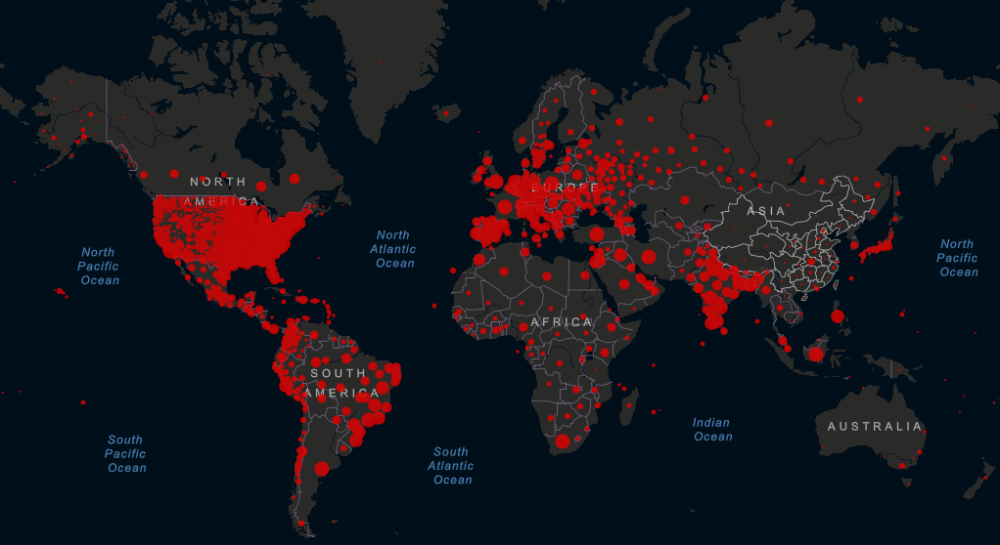 NORTH
AMERICA
EUROPE
ASIA
North
Pacific
Ocean
North
Atlantic
Ocean
North
Pacific
Ocean
AFRICA
SOUTH
AMERICA
AUSTRALIA
South
Pacific
Ocean
South
Atlantic
Ocean
Indian
Ocean